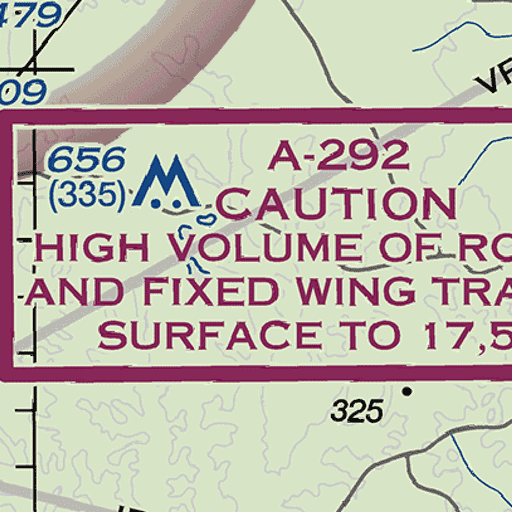 479
09
VR
656
(335)
A-292
CAUTION
HIGH VOLUME OF RO
AND FIXED WING TRA
SURFACE TO 17,5
325